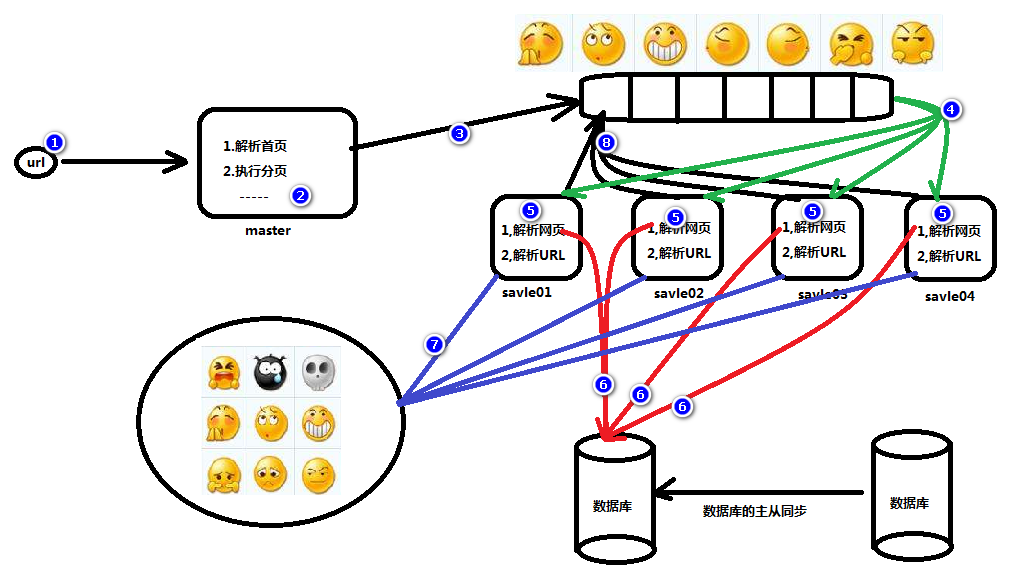 1
url
1.解析首页
2.执行分页
-----
2
master
3
4
8
5
1,解析网页
2,解析URL
savle01
5
1,解析网页
2,解析URL
savle02
5
1,解析网页
2,解析URL
savle03
5
1,解析网页
2,解析URL
savle04
7
6
6
6
数据库
数据库的主从同步
数据库